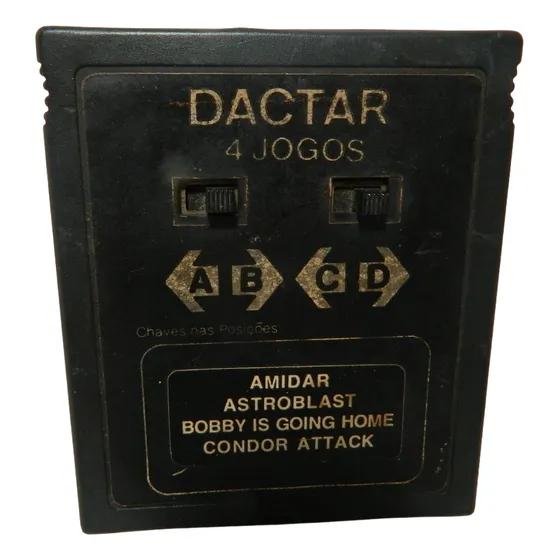 DACTAR
4 JOGOS
A B C D
Chaves nas Posições
AMIDAR
ASTROBLAST
BOBBY IS GOING HOME
CONDOR ATTACK